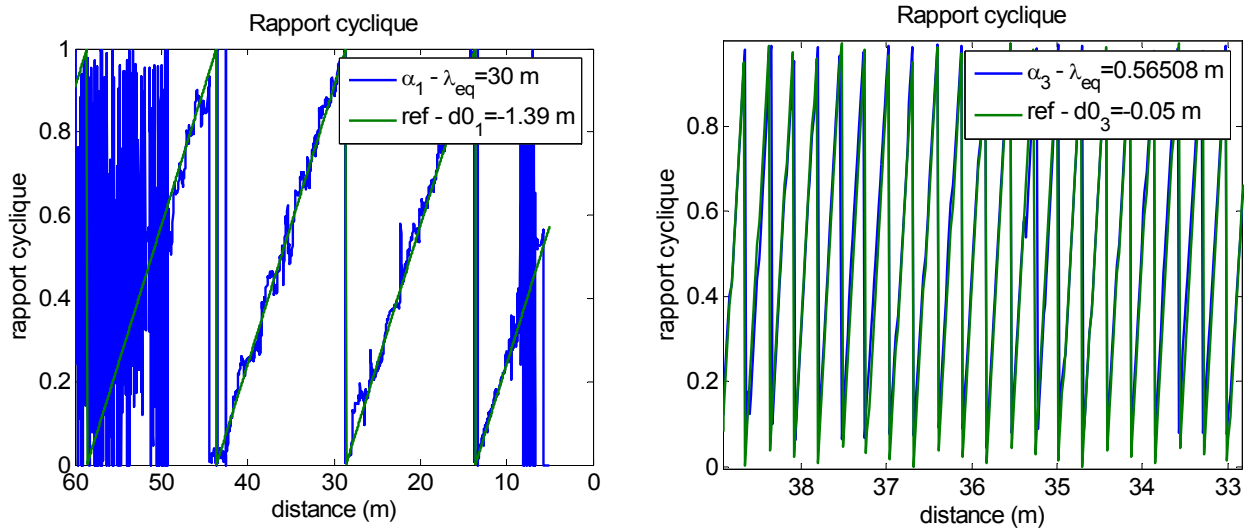 Rapport cyclique
1
0.8
0.6
0.4
0.2
0
60
50
40
30
20
10
0
rapport cyclique
distance (m)
α1 - λeq=30 m
ref - d01=-1.39 m
Rapport cyclique
0.8
0.6
0.4
0.2
0
38
37
36
35
34
33
rapport cyclique
distance (m)
α3 - λeq=0.56508 m
ref - d03=-0.05 m